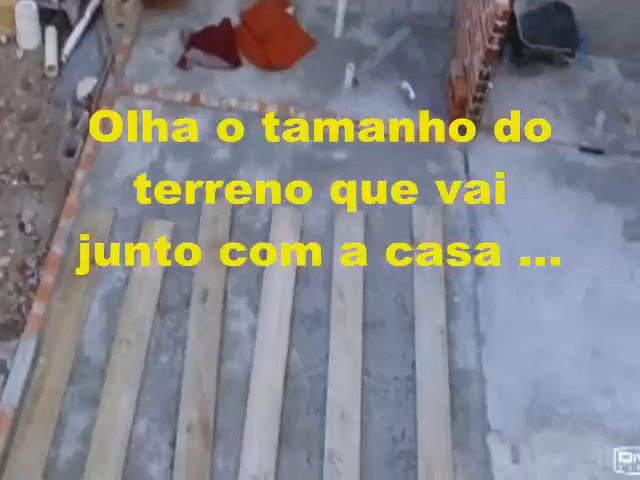 Olha o tamanho do
terreno que vai
junto com a casa ...